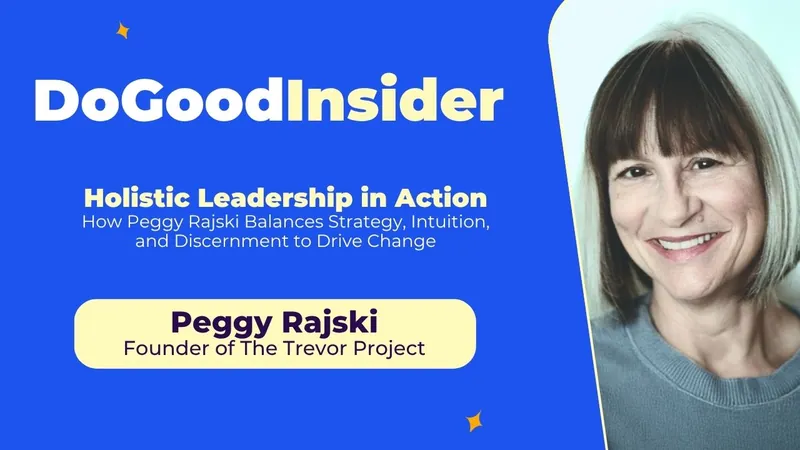 DoGoodInsider
Holistic Leadership in Action
How Peggy Rajski Balances Strategy, Intuition,
and Discernment to Drive Change
Peggy Rajski
Founder of The Trevor Project